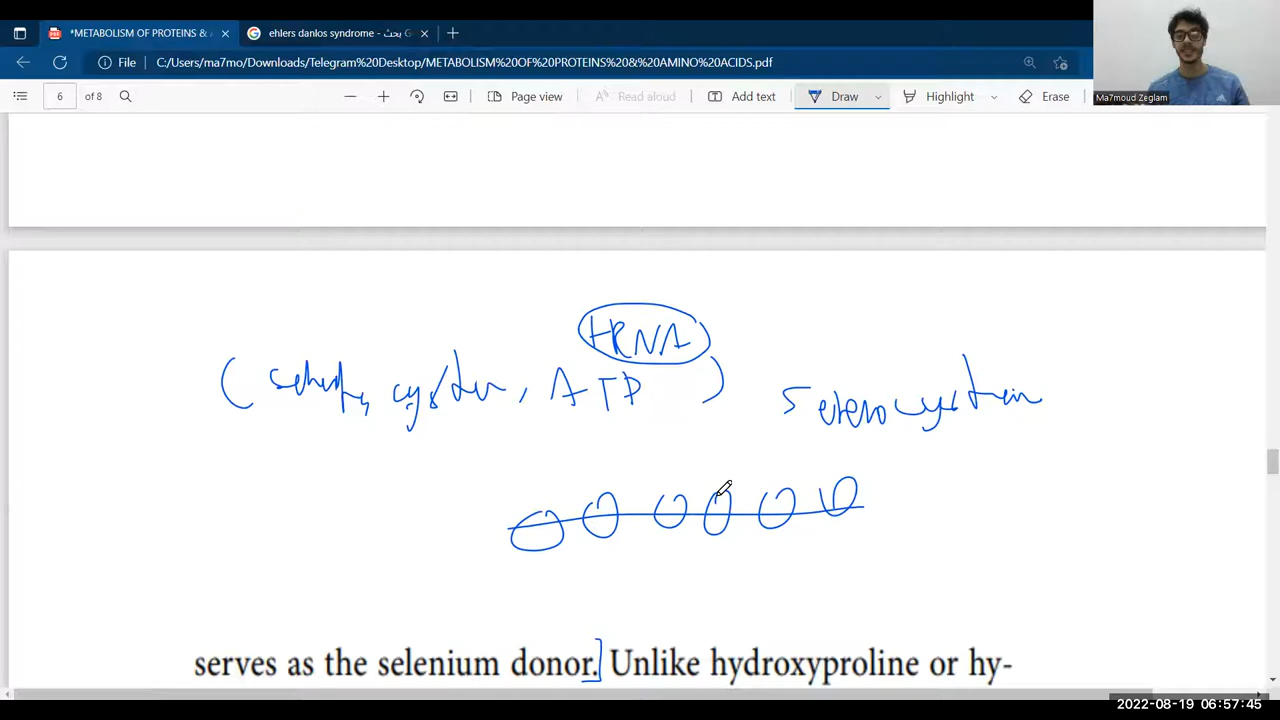 *METABOLISM OF PROTEINS & A
ehlers danlos syndrome - بحث G
File C:/Users/ma7mo/Downloads/Telegram%20Desktop/METABOLISM%20OF%20PROTEINS%20&%20AMINO%20ACIDS.pdf
6 of 8 Page view Read aloud Add text Draw Highlight Erase
Ma7moud Zeglam
tRNA
( , , ATP )
serves as the selenium donor.] Unlike hydroxyproline or hy-
2022-08-19 06:57:45